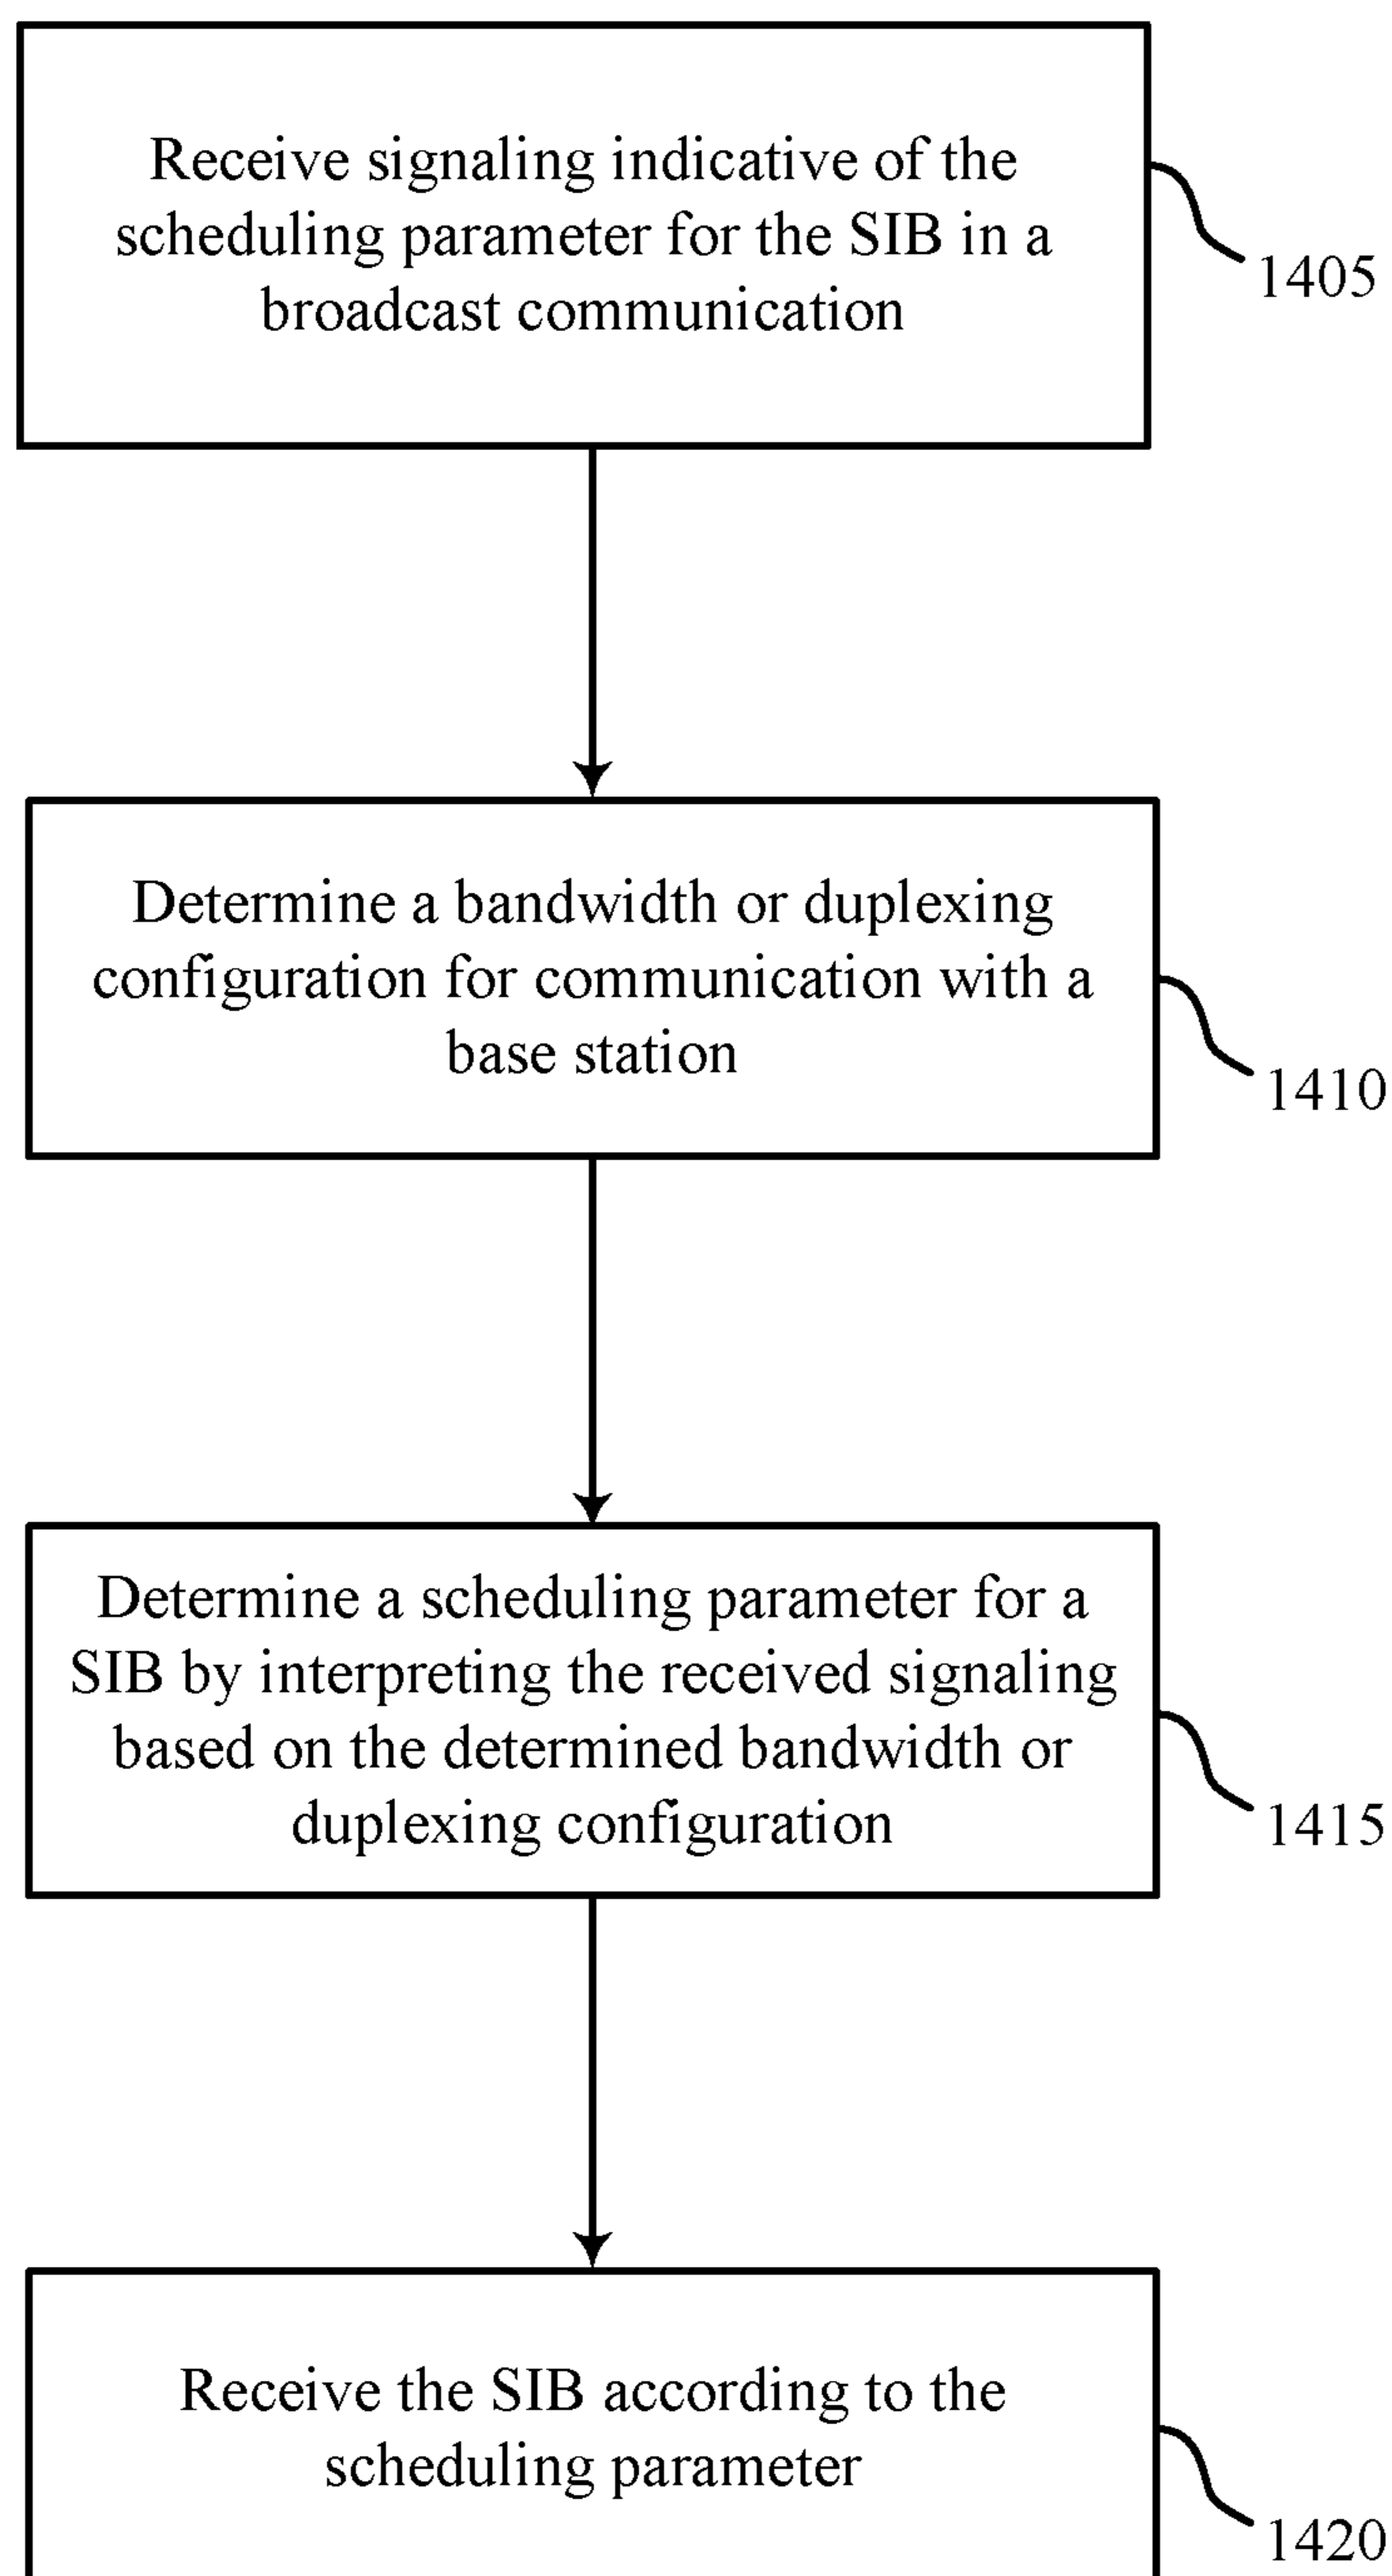 Receive signaling indicative of the
scheduling parameter for the SIB in a
broadcast communication
1405
Determine a bandwidth or duplexing
configuration for communication with a
base station
1410
Determine a scheduling parameter for a
SIB by interpreting the received signaling
based on the determined bandwidth or
duplexing configuration
1415
Receive the SIB according to the
scheduling parameter
1420